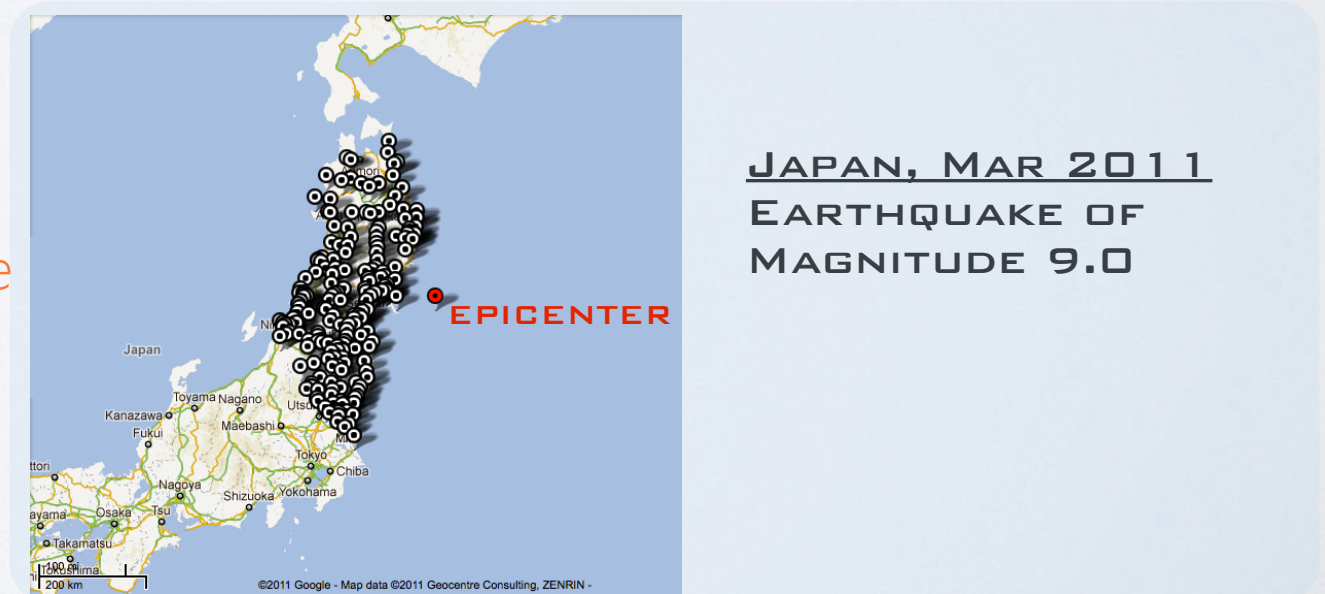 Japan, Mar 2011
Earthquake of
Magnitude 9.0
EPICENTER
Japan
Toyama
Nagano
Kanazawa
Maebashi
Fukui
Tokyo
Chiba
Nagoya
Shizuoka
Yokohama
Osaka
Tsu
Takamatsu
Tokushima
100 mi
200 km
©2011 Google - Map data ©2011 Geocentre Consulting, ZENRIN -